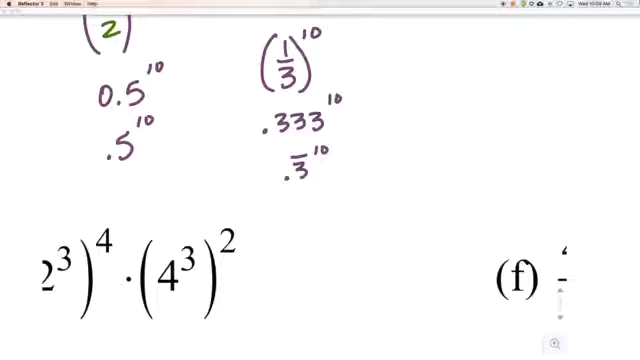 Reflector 2 Edit Window Help Wed 10:09 AM
(2)
0.5^10
.5^10
(1/3)^10
.333^10
.3̅^10
2^3)^4 · (4^3)^2
(f)